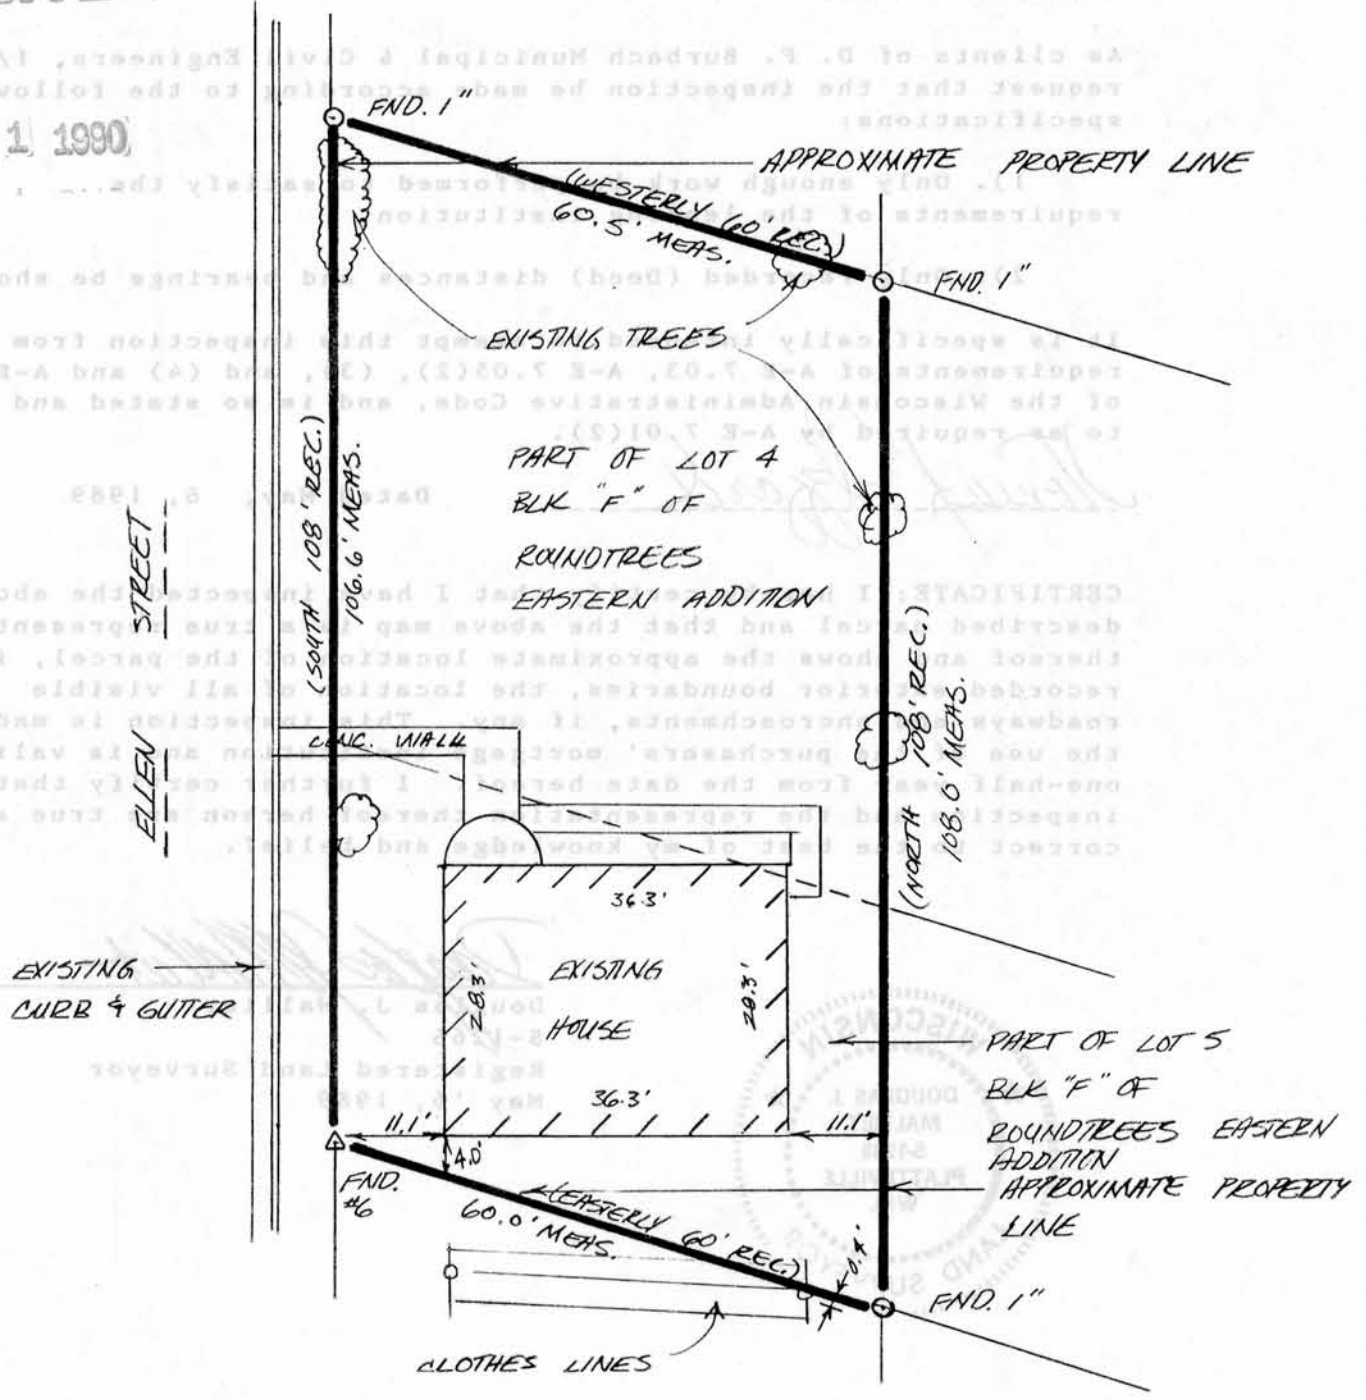 1 1990
FND. 1"
APPROXIMATE PROPERTY LINE
(WESTERLY 60' REC.)
60.5' MEAS.
FND. 1"
EXISTING TREES
(SOUTH 108' REC.)
106.6' MEAS.
PART OF LOT 4
BLK "F" OF
ROUNDTREES
EASTERN ADDITION
ELLEN STREET
(NORTH 108' REC.)
108.0' MEAS.
CONC. WALK
36.3'
EXISTING
CURB & GUTTER
28.3'
EXISTING
HOUSE
28.3'
36.3'
PART OF LOT 5
BLK "F" OF
ROUNDTREES EASTERN
ADDITION
11.1'
11.1'
4.0'
FND.
#6
APPROXIMATE PROPERTY
LINE
(EASTERLY 60' REC.)
60.0' MEAS.
0.4'
FND. 1"
CLOTHES LINES
As clients of D. F. Burbach Municipal & Civil Engineers, I/
request that the inspection be made according to the follow
specifications:
1). Only enough work be performed to satisfy the
requirements of the lending institution
2) Only recorded (Deed) distances and bearings be sho
It is specifically intended to exempt this inspection from
requirements of A-E 7.03, A-E 7.05(2), (3), and (4) and A-E
of the Wisconsin Administrative Code, and is so stated and
to as required by A-E 7.01(2).
Dated May, 6, 1989
CERTIFICATE: I hereby certify that I have inspected the abo
described parcel and that the above map is a true represent
thereof and shows the approximate location of the parcel, i
recorded exterior boundaries, the location of all visible
roadways and encroachments, if any. This inspection is mad
the use of the purchasers' mortgage institution and is vali
one-half year from the date hereof. I further certify that
inspection and the representation thereof hereon are true a
correct to the best of my knowledge and belief.
Douglas J.
Registered Land Surveyor
May 6, 1989
WISCONSIN
DOUGLAS J.
PLATTEVILLE
LAND SURVEYOR